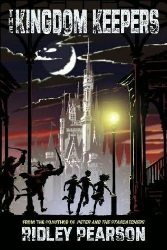 THE
KINGDOM KEEPERS
FROM THE COAUTHOR OF PETER AND THE STARCATCHERS
RIDLEY PEARSON